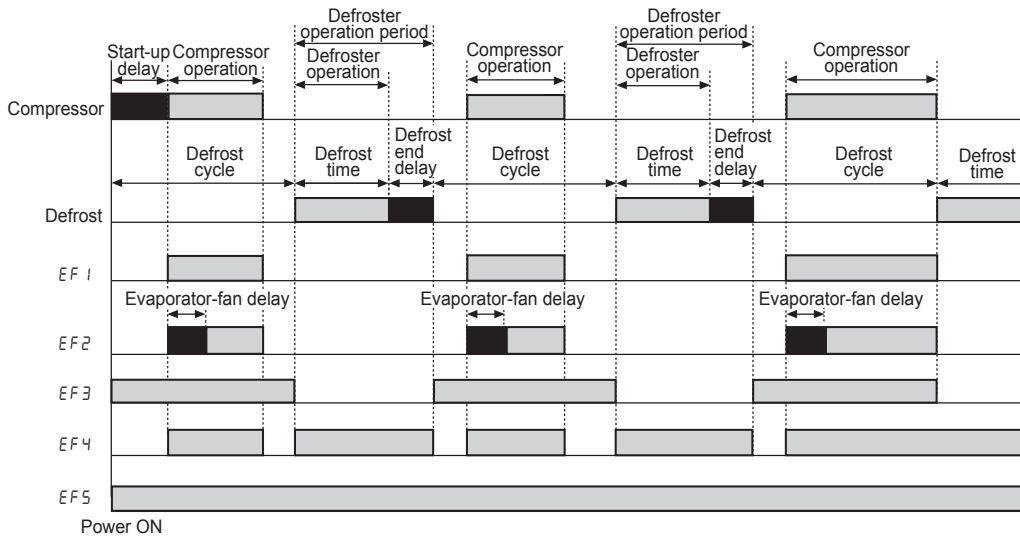 Defroster
operation period
Defroster
operation period
Start-up
delay
Compressor
operation
Defroster
operation
Compressor
operation
Defroster
operation
Compressor
operation
Compressor
Defrost
cycle
Defrost
time
Defrost
end
delay
Defrost
cycle
Defrost
time
Defrost
end
delay
Defrost
cycle
Defrost
time
Defrost
EF1
Evaporator-fan delay
Evaporator-fan delay
Evaporator-fan delay
EF2
EF3
EF4
EF5
Power ON